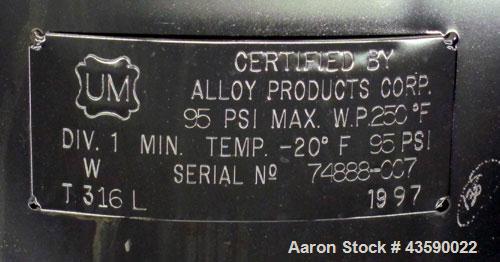 UM
CERTIFIED BY
ALLOY PRODUCTS CORP.
95 PSI MAX. W.P. 250 °F
DIV. 1 MIN. TEMP. -20° F 95 PSI
W SERIAL Nº 74888-007
T 316 L 1997
Aaron Stock # 43590022